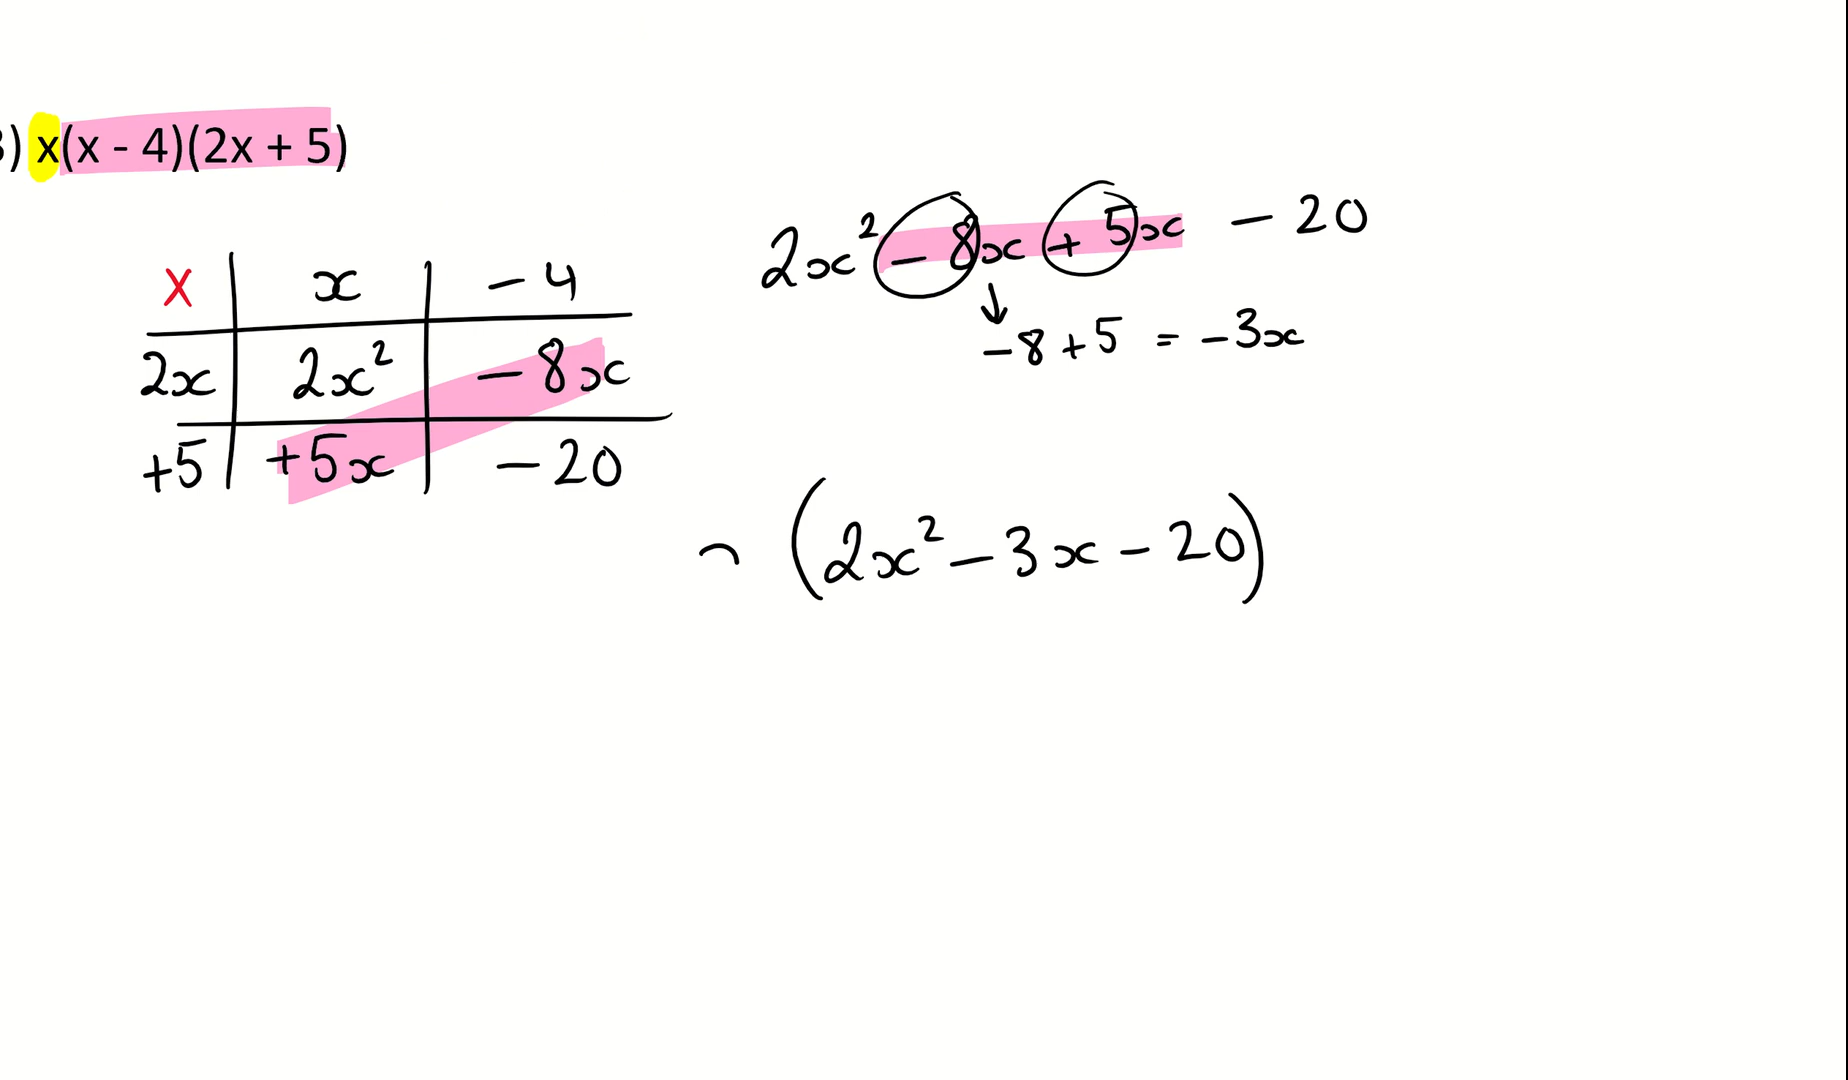 3) x(x - 4)(2x + 5)
2x² - 8x + 5x - 20
x | x | - 4
2x | 2x² | - 8x
-8 + 5 = -3x
+5 | +5x | - 20
(2x² - 3x - 20)